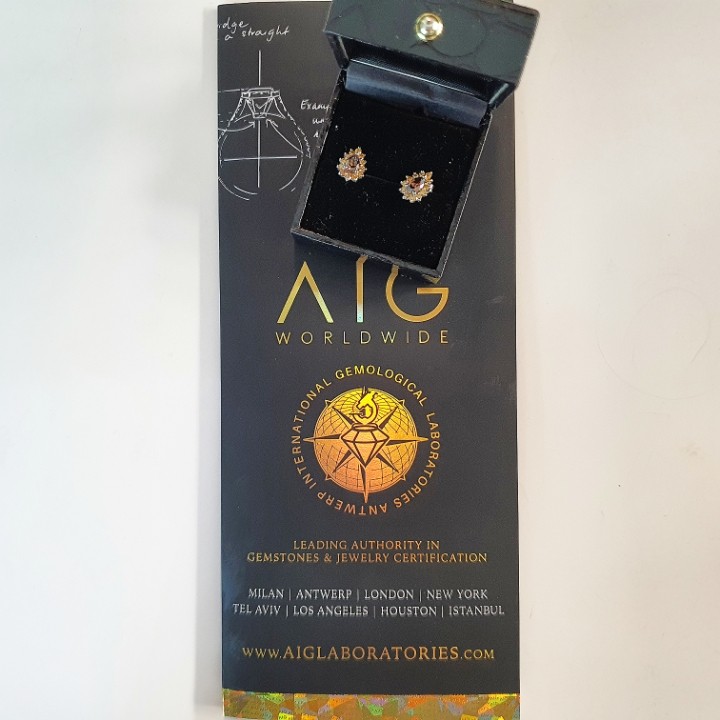 a straight
AIG
WORLDWIDE
ANTWERP INTERNATIONAL GEMOLOGICAL LABORATORIES
LEADING AUTHORITY IN
GEMSTONES & JEWELRY CERTIFICATION
MILAN | ANTWERP | LONDON | NEW YORK
TEL AVIV | LOS ANGELES | HOUSTON | ISTANBUL
WWW.AIGLABORATORIES.COM